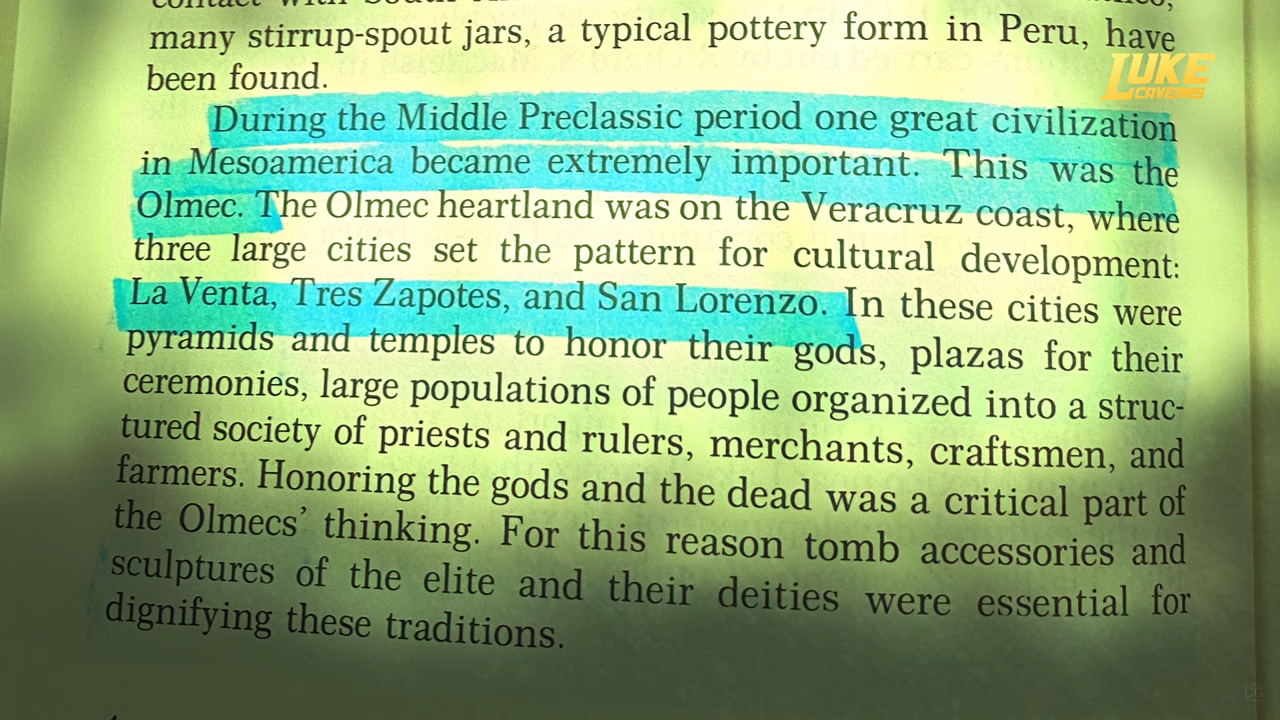 many stirrup-spout jars, a typical pottery form in Peru, have
been found.
During the Middle Preclassic period one great civilization
in Mesoamerica became extremely important. This was the
Olmec. The Olmec heartland was on the Veracruz coast, where
three large cities set the pattern for cultural development:
La Venta, Tres Zapotes, and San Lorenzo. In these cities were
pyramids and temples to honor their gods, plazas for their
ceremonies, large populations of people organized into a struc-
tured society of priests and rulers, merchants, craftsmen, and
farmers. Honoring the gods and the dead was a critical part of
the Olmecs’ thinking. For this reason tomb accessories and
sculptures of the elite and their deities were essential for
dignifying these traditions.
LUKE
CAVERNS
CG